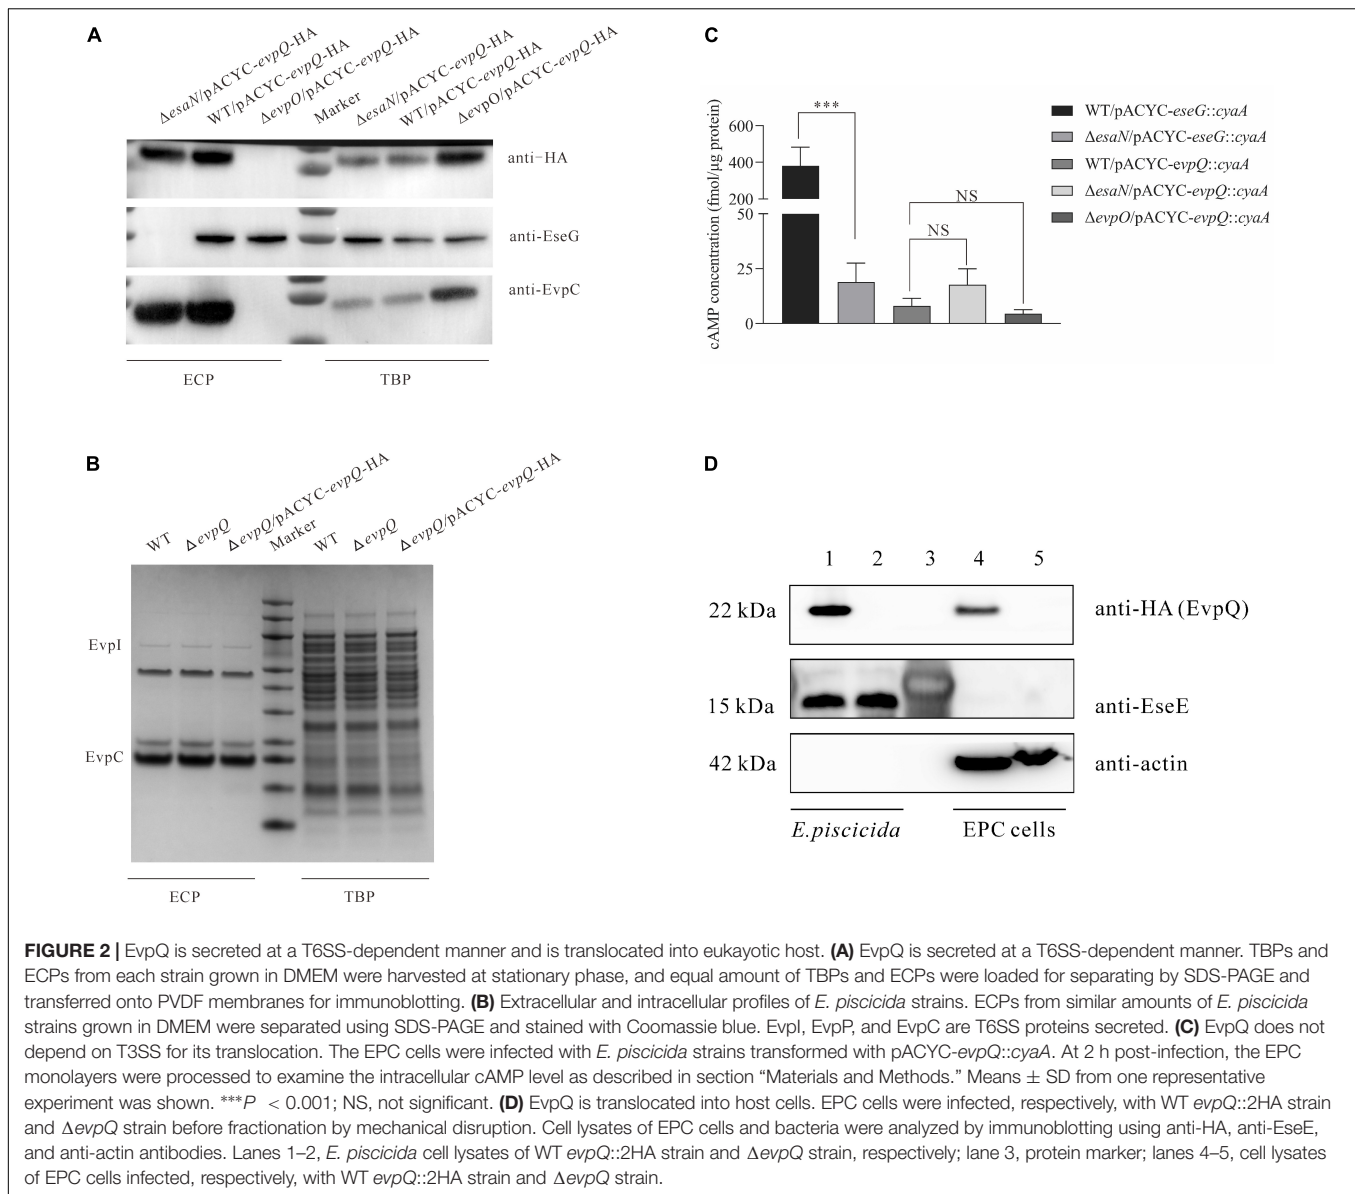 A
ΔesaN/pACYC-evpQ-HA
WT/pACYC-evpQ-HA
ΔevpO/pACYC-evpQ-HA
Marker
ΔesaN/pACYC-evpQ-HA
WT/pACYC-evpQ-HA
ΔevpO/pACYC-evpQ-HA
anti-HA
anti-EseG
anti-EvpC
ECP
TBP
C
cAMP concentration (fmol/μg protein)
600
400
200
50
25
0
***
NS
NS
WT/pACYC-eseG::cyaA
ΔesaN/pACYC-eseG::cyaA
WT/pACYC-evpQ::cyaA
ΔesaN/pACYC-evpQ::cyaA
ΔevpO/pACYC-evpQ::cyaA
B
WT
ΔevpQ
ΔevpQ/pACYC-evpQ-HA
Marker
WT
ΔevpQ
ΔevpQ/pACYC-evpQ-HA
EvpI
EvpC
ECP
TBP
D
1 2 3 4 5
22 kDa anti-HA (EvpQ)
15 kDa anti-EseE
42 kDa anti-actin
E.piscicida EPC cells
FIGURE 2 | EvpQ is secreted at a T6SS-dependent manner and is translocated into eukayotic host. (A) EvpQ is secreted at a T6SS-dependent manner. TBPs and
ECPs from each strain grown in DMEM were harvested at stationary phase, and equal amount of TBPs and ECPs were loaded for separating by SDS-PAGE and
transferred onto PVDF membranes for immunoblotting. (B) Extracellular and intracellular profiles of E. piscicida strains. ECPs from similar amounts of E. piscicida
strains grown in DMEM were separated using SDS-PAGE and stained with Coomassie blue. EvpI, EvpP, and EvpC are T6SS proteins secreted. (C) EvpQ does not
depend on T3SS for its translocation. The EPC cells were infected with E. piscicida strains transformed with pACYC-evpQ::cyaA. At 2 h post-infection, the EPC
monolayers were processed to examine the intracellular cAMP level as described in section “Materials and Methods.” Means ± SD from one representative
experiment was shown. ***P < 0.001; NS, not significant. (D) EvpQ is translocated into host cells. EPC cells were infected, respectively, with WT evpQ::2HA strain
and ΔevpQ strain before fractionation by mechanical disruption. Cell lysates of EPC cells and bacteria were analyzed by immunoblotting using anti-HA, anti-EseE,
and anti-actin antibodies. Lanes 1–2, E. piscicida cell lysates of WT evpQ::2HA strain and ΔevpQ strain, respectively; lane 3, protein marker; lanes 4–5, cell lysates
of EPC cells infected, respectively, with WT evpQ::2HA strain and ΔevpQ strain.